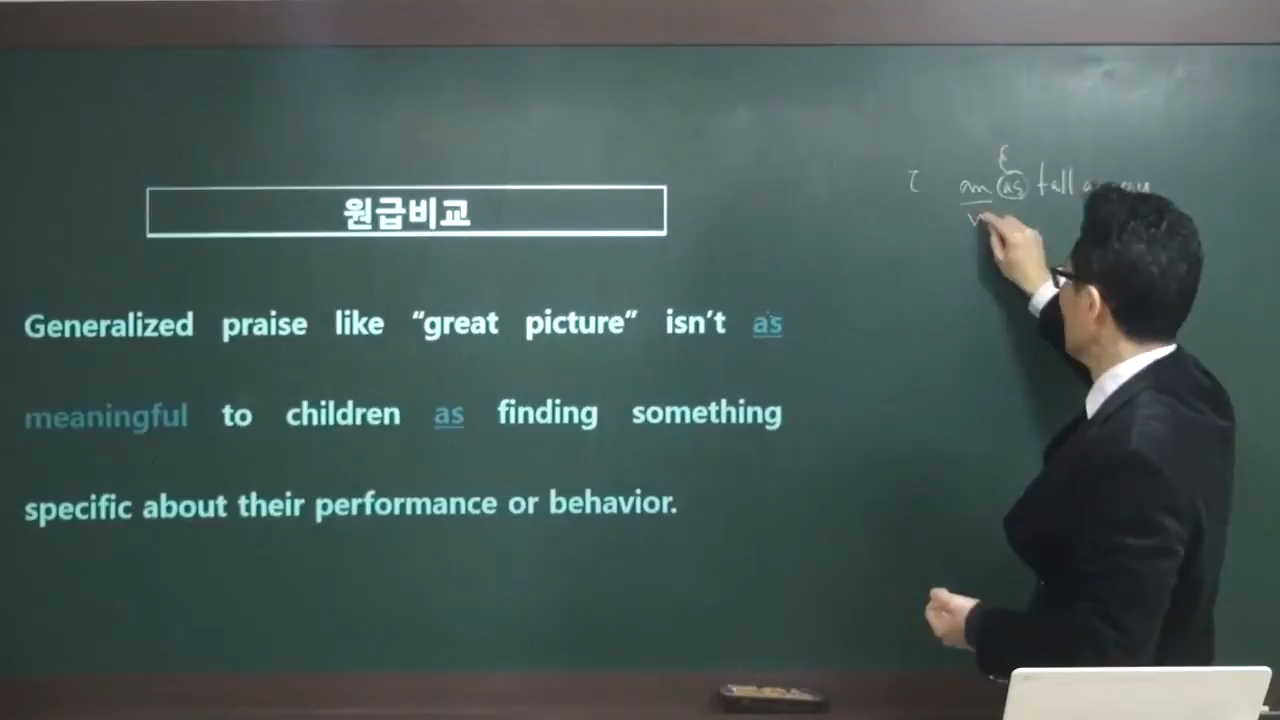 원급비교
Generalized praise like “great picture” isn’t as
meaningful to children as finding something
specific about their performance or behavior.
I am as tall